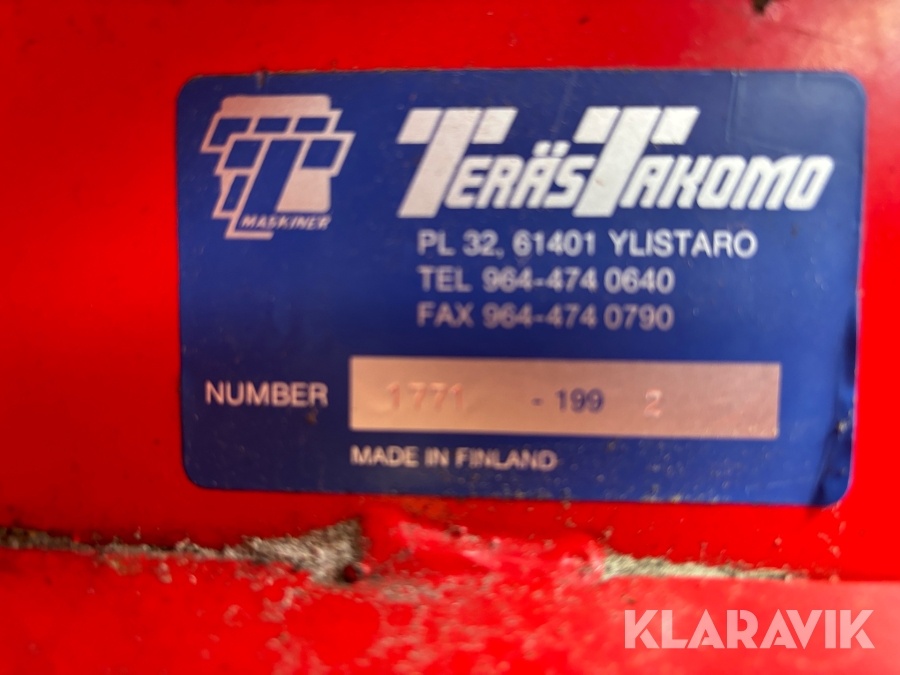 TERÄSTAKOMO
MASKINER
PL 32, 61401 YLISTARO
TEL 964-474 0640
FAX 964-474 0790
NUMBER 1771 - 199 2
MADE IN FINLAND
KLARAVIK